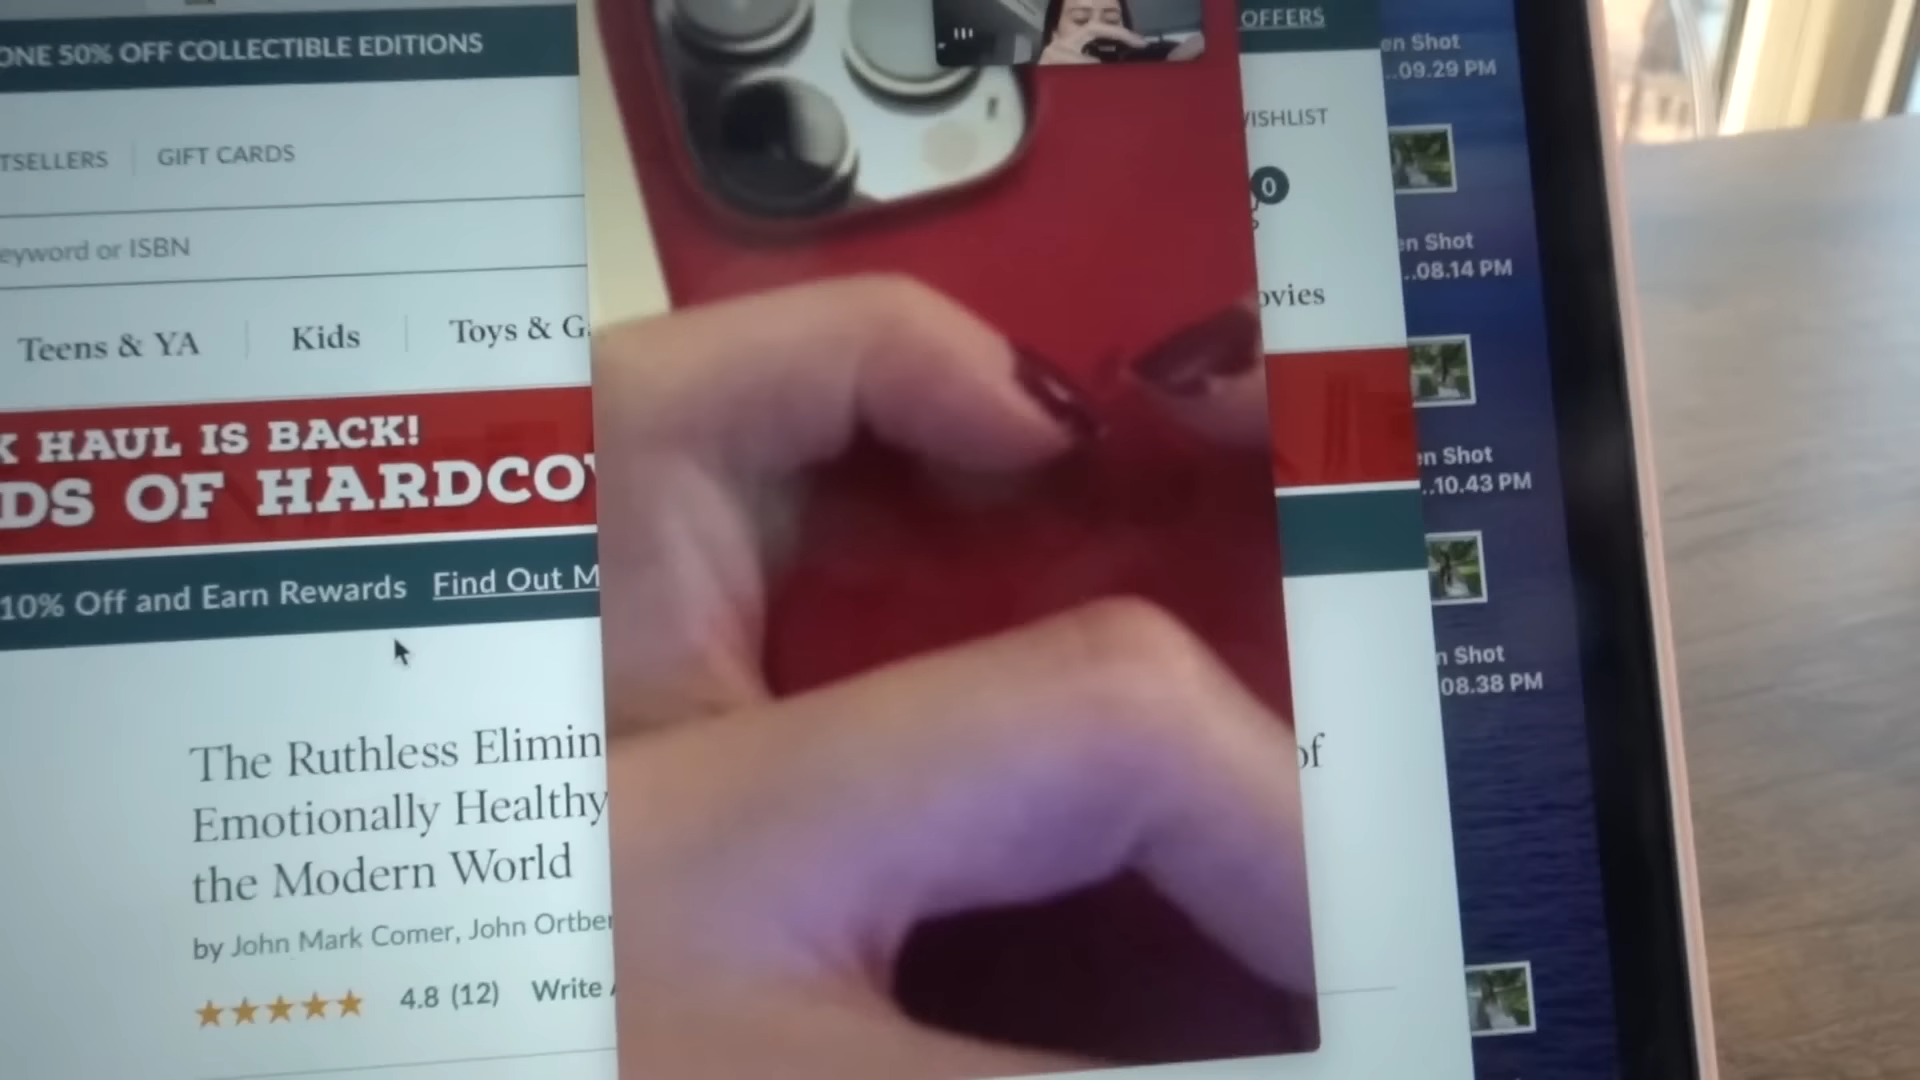 ONE 50% OFF COLLECTIBLE EDITIONS
OFFERS
TSELLERS
GIFT CARDS
WISHLIST
0
eyword or ISBN
Teens & YA
Kids
Toys & G
ovies
K HAUL IS BACK!
DS OF HARDCO
10% Off and Earn Rewards Find Out M
The Ruthless Elimin
of
Emotionally Healthy
the Modern World
by John Mark Comer, John Ortber
4.8 (12)
Write
en Shot
...09.29 PM
en Shot
...08.14 PM
en Shot
...10.43 PM
n Shot
08.38 PM